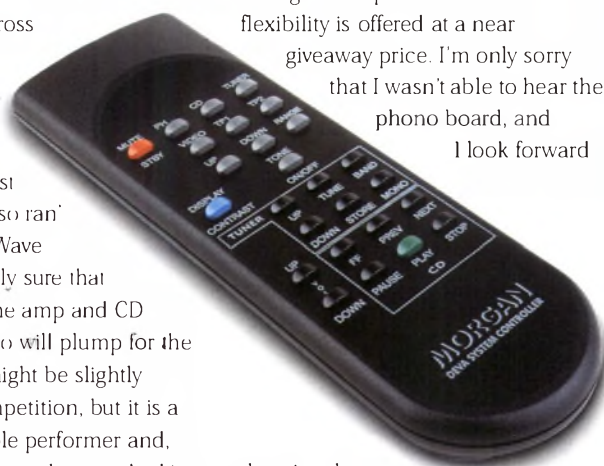 ross
so ran'
Wave
ly sure that
ne amp and CD
o will plump for the
ight be slightly
petition, but it is a
le performer and,
flexibility is offered at a near
giveaway price. I'm only sorry
that I wasn't able to hear the
phono board, and
I look forward
PH CD TUNER
MUTE
STBY
VIDEO
UP DOWN
TONE
ON/OFF
DISPLAY
CONTRAST
TUNER
UP TUNE BAND
DOWN STORE MONO
UP FF PREV NEXT
DOWN PAUSE PLAY STOP
CD
MORGAN
DEVA SYSTEM CONTROLLER